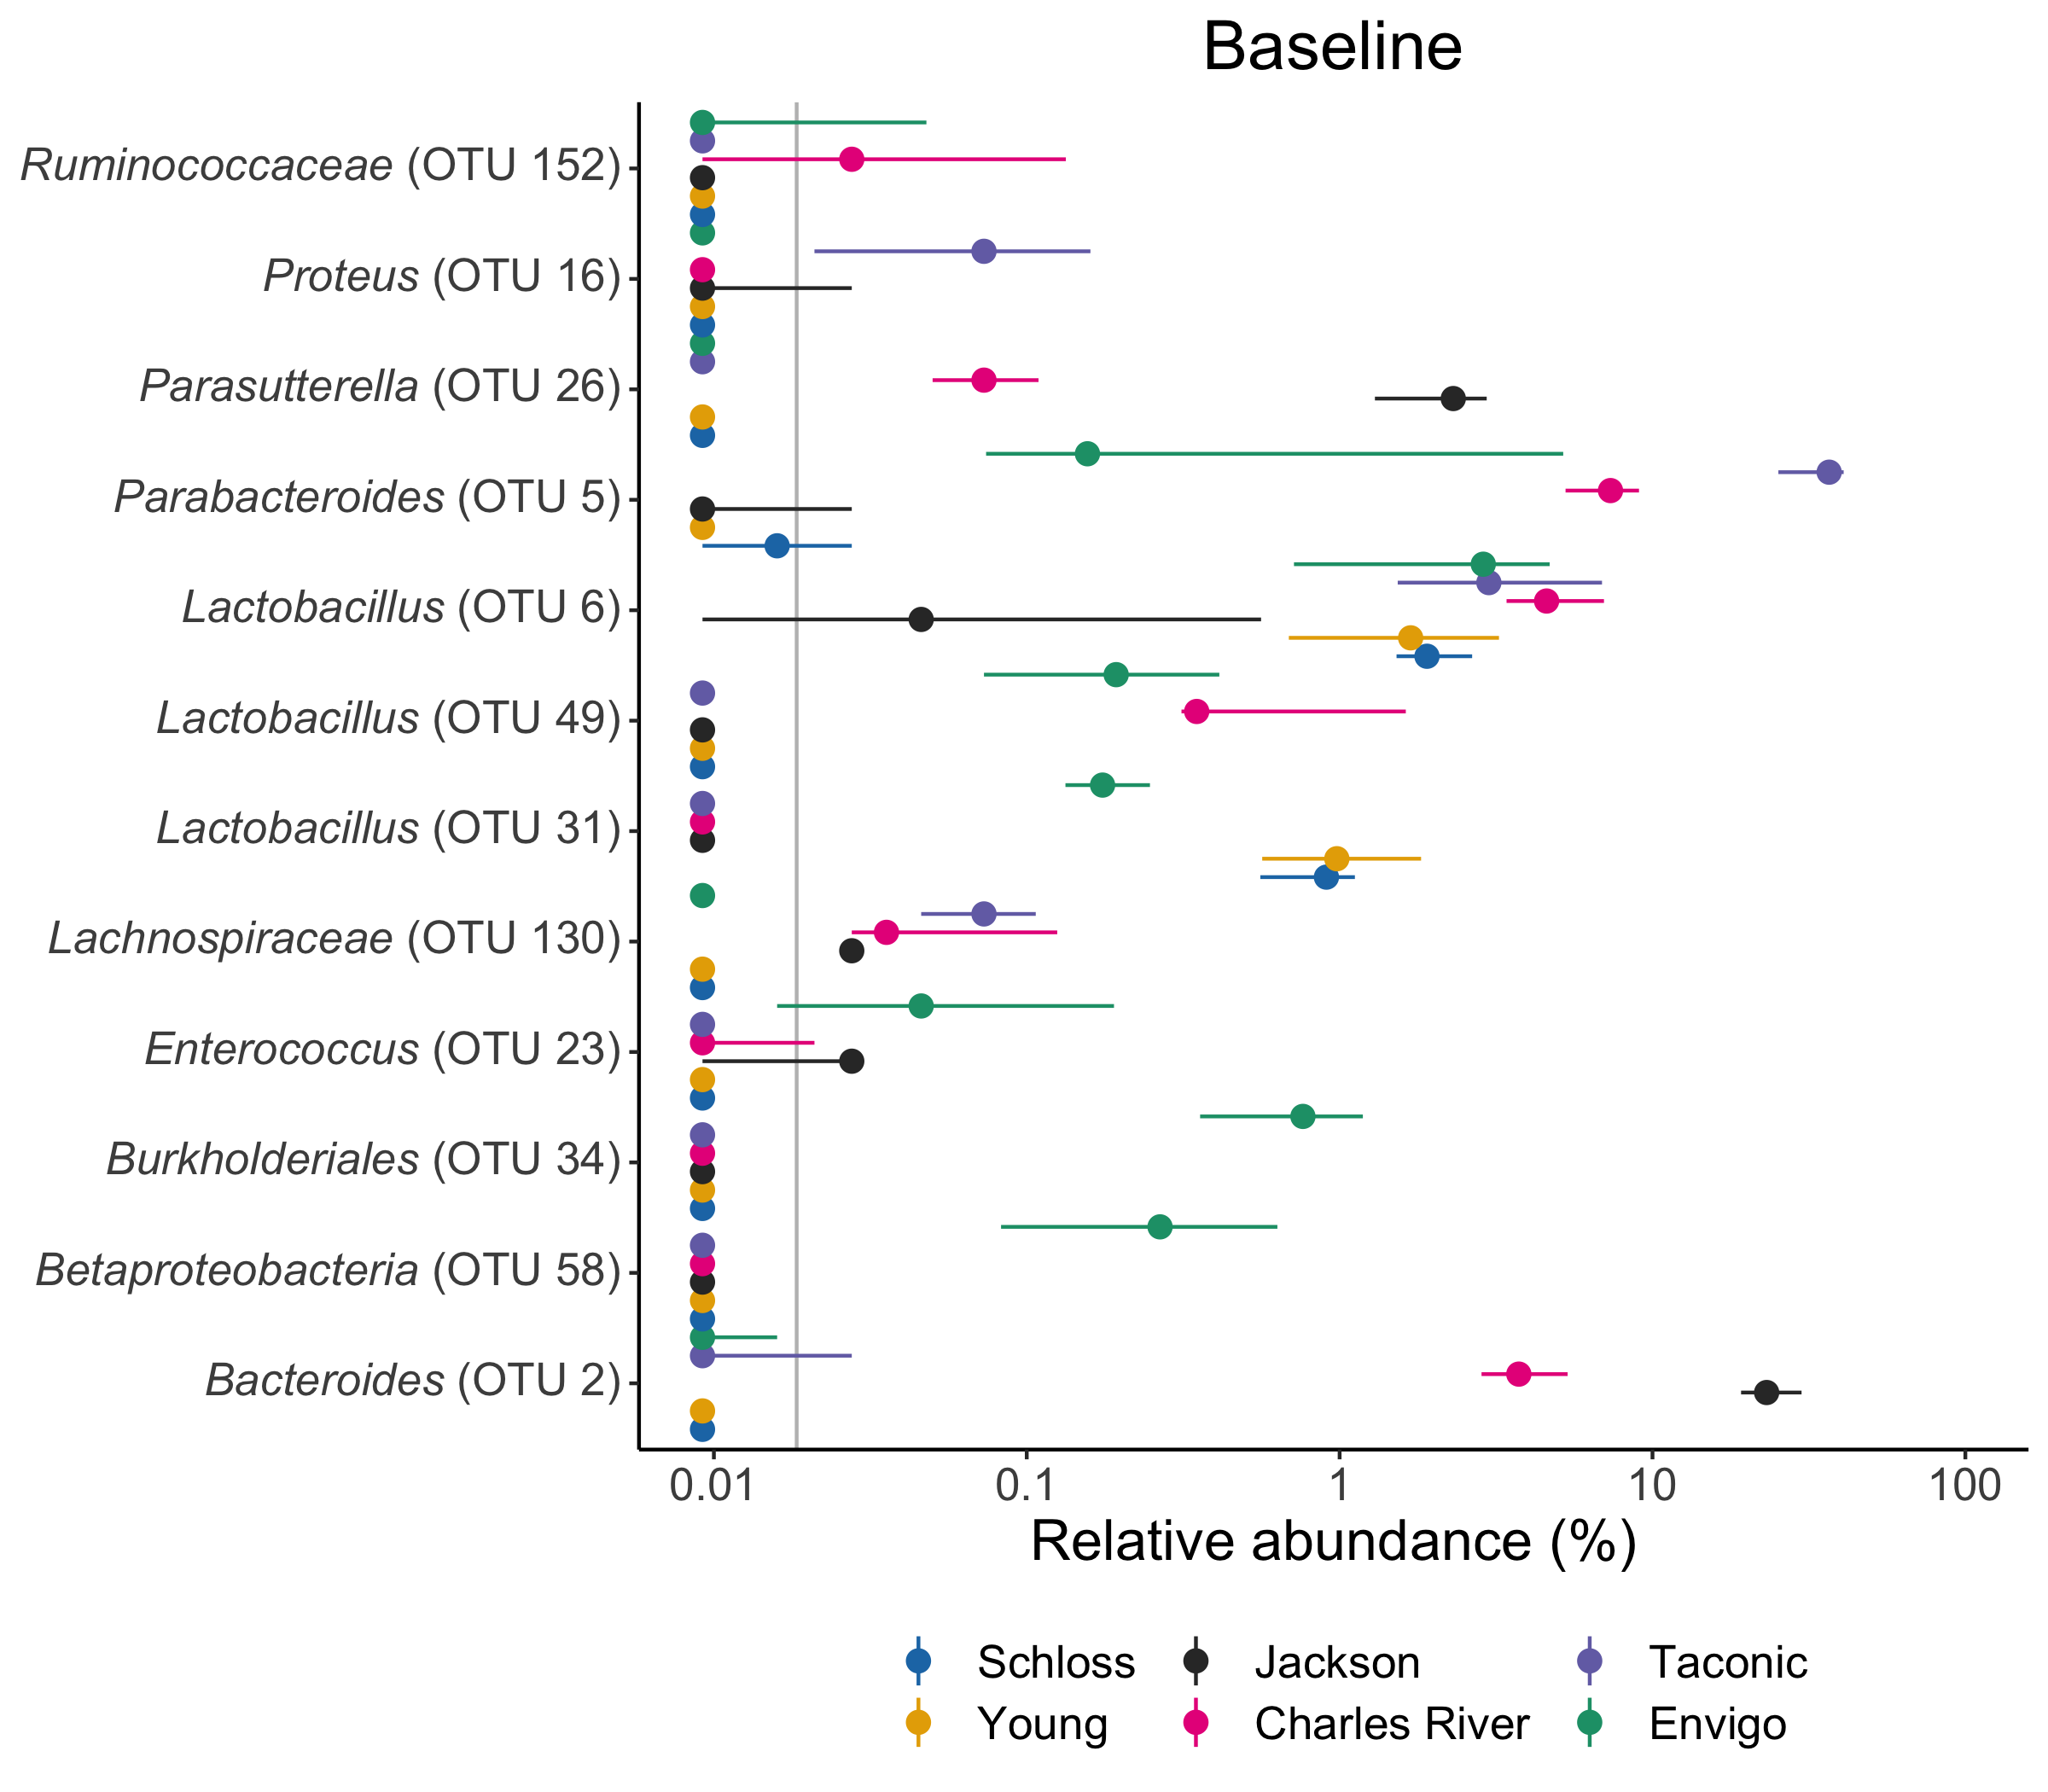 Baseline
Ruminococcaceae (OTU 152)
Proteus (OTU 16)
Parasutterella (OTU 26)
Parabacteroides (OTU 5)
Lactobacillus (OTU 6)
Lactobacillus (OTU 49)
Lactobacillus (OTU 31)
Lachnospiraceae (OTU 130)
Enterococcus (OTU 23)
Burkholderiales (OTU 34)
Betaproteobacteria (OTU 58)
Bacteroides (OTU 2)
0.01 0.1 1 10 100
Relative abundance (%)
Schloss Jackson Taconic
Young Charles River Envigo